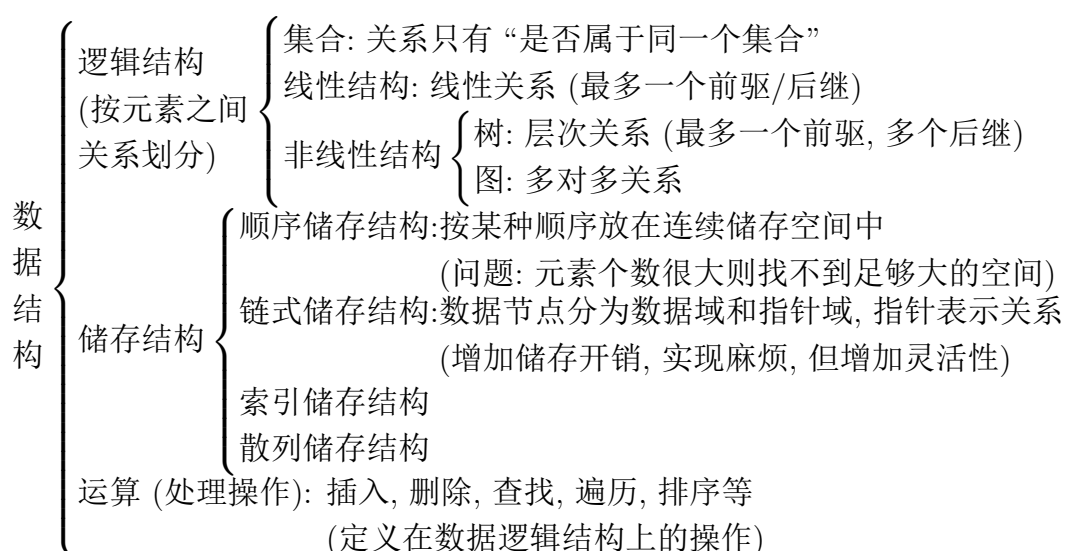 数据结构
逻辑结构
(按元素之间
关系划分)
集合: 关系只有 “是否属于同一个集合”
线性结构: 线性关系 (最多一个前驱/后继)
非线性结构
树: 层次关系 (最多一个前驱, 多个后继)
图: 多对多关系
储存结构
顺序储存结构:按某种顺序放在连续储存空间中
(问题: 元素个数很大则找不到足够大的空间)
链式储存结构:数据节点分为数据域和指针域, 指针表示关系
(增加储存开销, 实现麻烦, 但增加灵活性)
索引储存结构
散列储存结构
运算 (处理操作): 插入, 删除, 查找, 遍历, 排序等
(定义在数据逻辑结构上的操作)